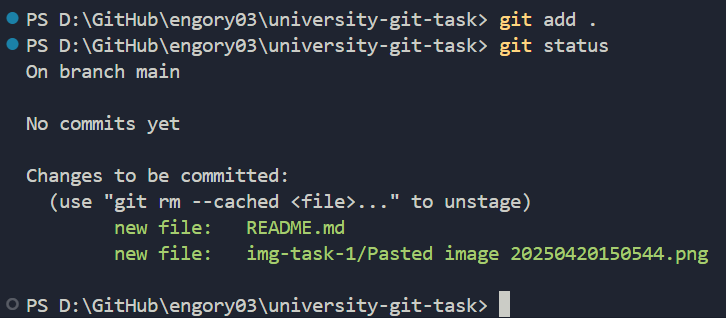 PS D:\GitHub\engory03\university-git-task> git add .
PS D:\GitHub\engory03\university-git-task> git status
On branch main
No commits yet
Changes to be committed:
(use "git rm --cached <file>..." to unstage)
new file:   README.md
new file:   img-task-1/Pasted image 20250420150544.png
PS D:\GitHub\engory03\university-git-task>